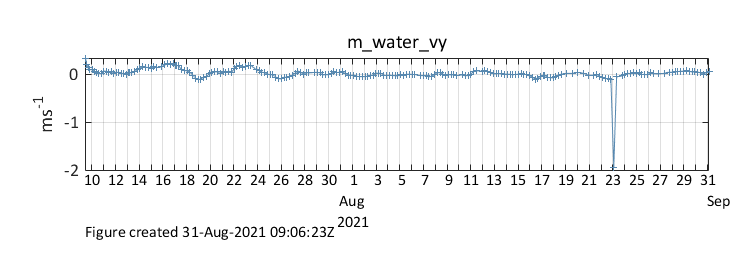 m_water_vy
ms-1
0
-1
-2
10 12 14 16 18 20 22 24 26 28 30 1 3 5 7 9 11 13 15 17 19 21 23 25 27 29 31
Aug Sep
2021
Figure created 31-Aug-2021 09:06:23Z